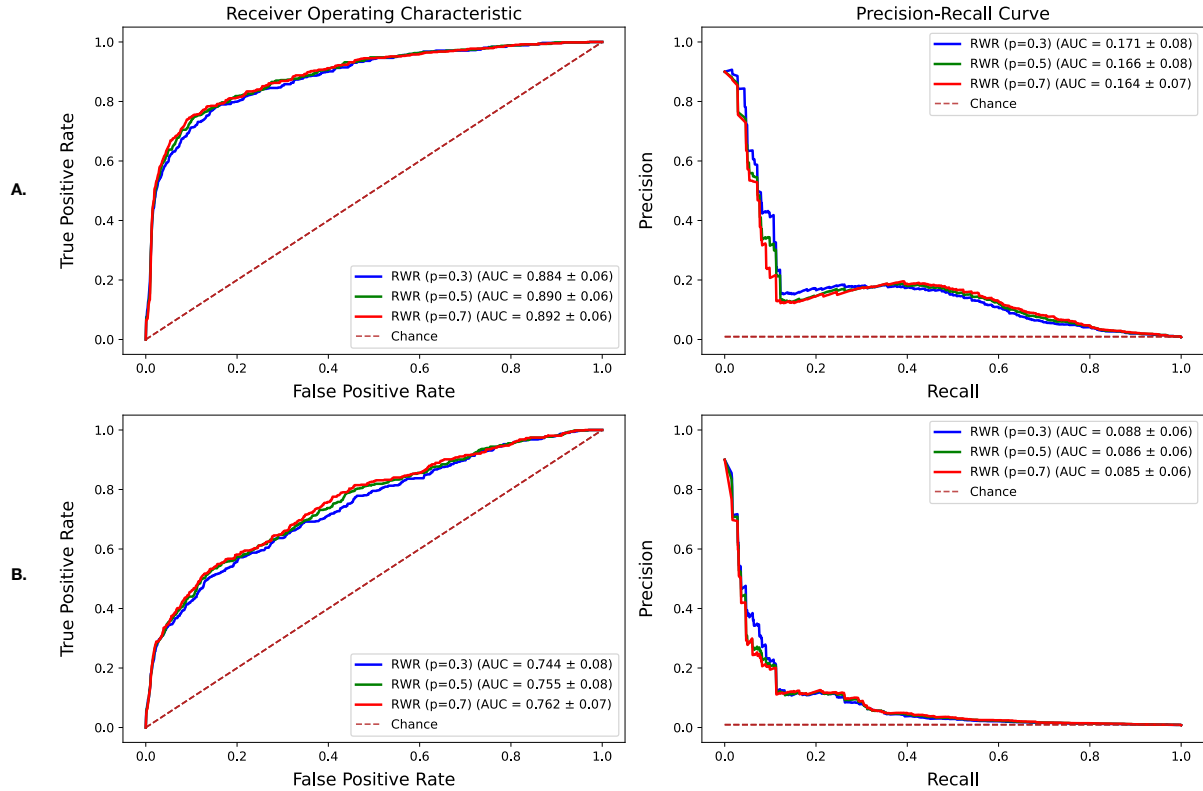 Receiver Operating Characteristic
A.
True Positive Rate
1.0
0.8
0.6
0.4
0.2
0.0
RWR (p=0.3) (AUC = 0.884 ± 0.06)
RWR (p=0.5) (AUC = 0.890 ± 0.06)
RWR (p=0.7) (AUC = 0.892 ± 0.06)
Chance
0.0 0.2 0.4 0.6 0.8 1.0
False Positive Rate
Precision-Recall Curve
Precision
1.0
0.8
0.6
0.4
0.2
0.0
RWR (p=0.3) (AUC = 0.171 ± 0.08)
RWR (p=0.5) (AUC = 0.166 ± 0.08)
RWR (p=0.7) (AUC = 0.164 ± 0.07)
Chance
0.0 0.2 0.4 0.6 0.8 1.0
Recall
B.
True Positive Rate
1.0
0.8
0.6
0.4
0.2
0.0
RWR (p=0.3) (AUC = 0.744 ± 0.08)
RWR (p=0.5) (AUC = 0.755 ± 0.08)
RWR (p=0.7) (AUC = 0.762 ± 0.07)
Chance
0.0 0.2 0.4 0.6 0.8 1.0
False Positive Rate
Precision
1.0
0.8
0.6
0.4
0.2
0.0
RWR (p=0.3) (AUC = 0.088 ± 0.06)
RWR (p=0.5) (AUC = 0.086 ± 0.06)
RWR (p=0.7) (AUC = 0.085 ± 0.06)
Chance
0.0 0.2 0.4 0.6 0.8 1.0
Recall